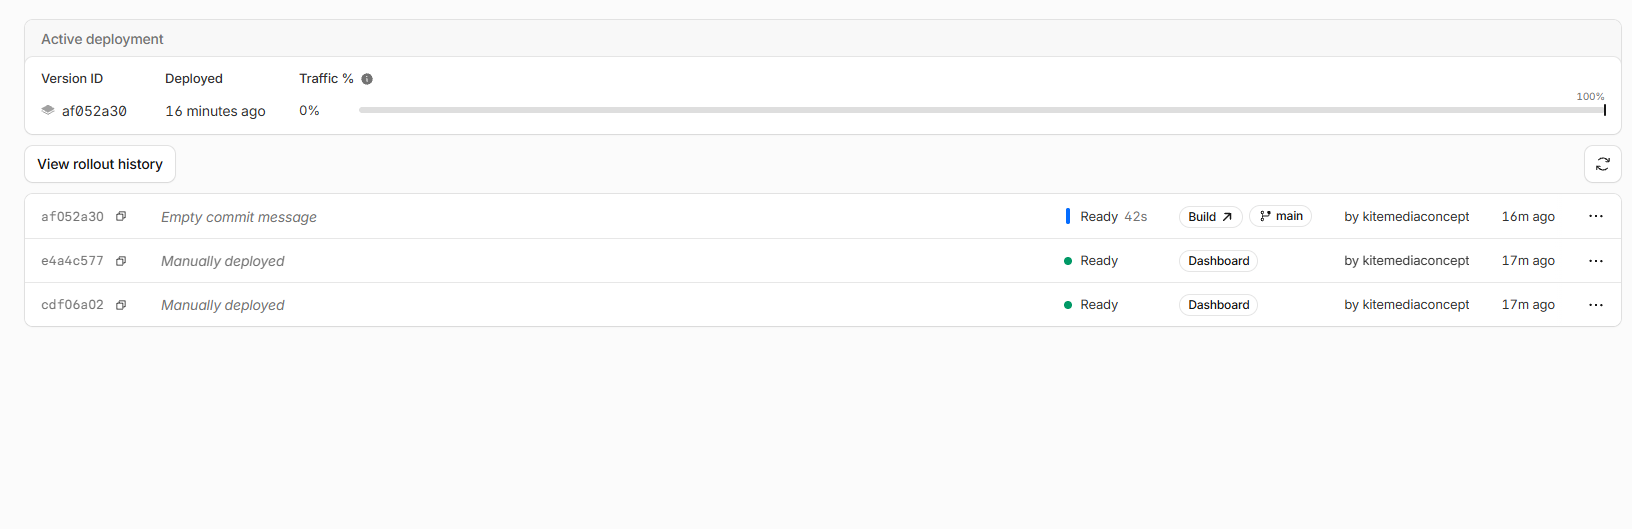 Active deployment
Version ID Deployed Traffic %
100%
af052a30 16 minutes ago 0%
View rollout history
af052a30 Empty commit message Ready 42s Build main by kitemediaconcept 16m ago
e4a4c577 Manually deployed Ready Dashboard by kitemediaconcept 17m ago
cdf06a02 Manually deployed Ready Dashboard by kitemediaconcept 17m ago